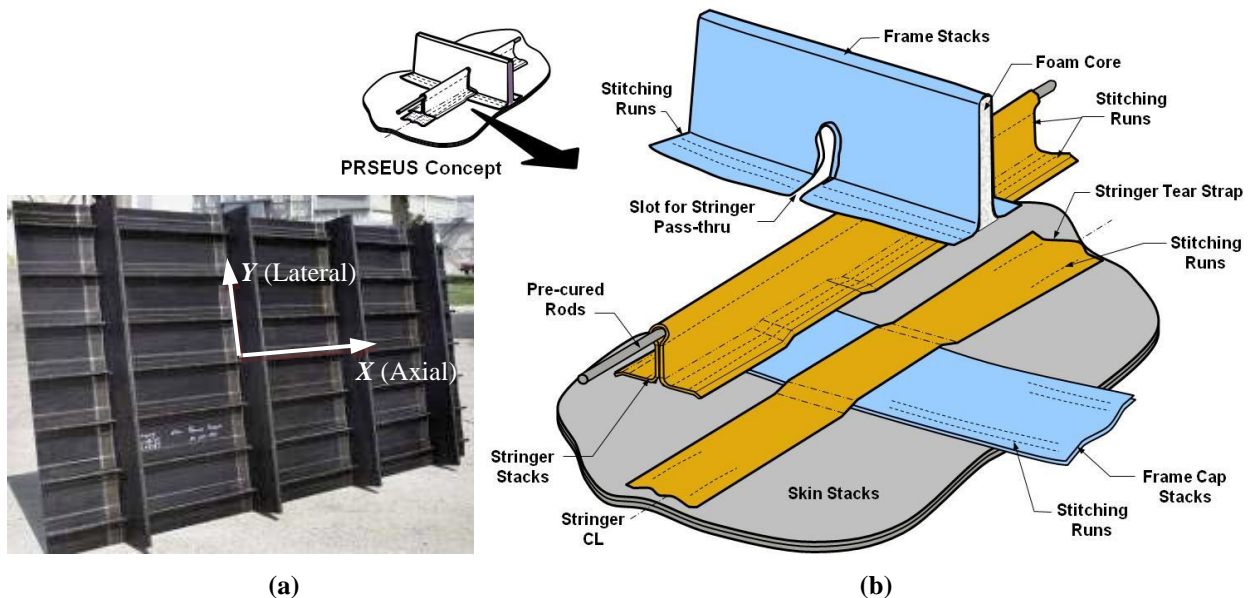 PRSEUS Concept
Y (Lateral)
X (Axial)
(a)
Frame Stacks
Foam Core
Stitching
Runs
Stitching
Runs
Slot for Stringer
Pass-thru
Stringer Tear Strap
Stitching
Runs
Pre-cured
Rods
Stringer
Stacks
Skin Stacks
Frame Cap
Stacks
Stringer
CL
Stitching
Runs
(b)